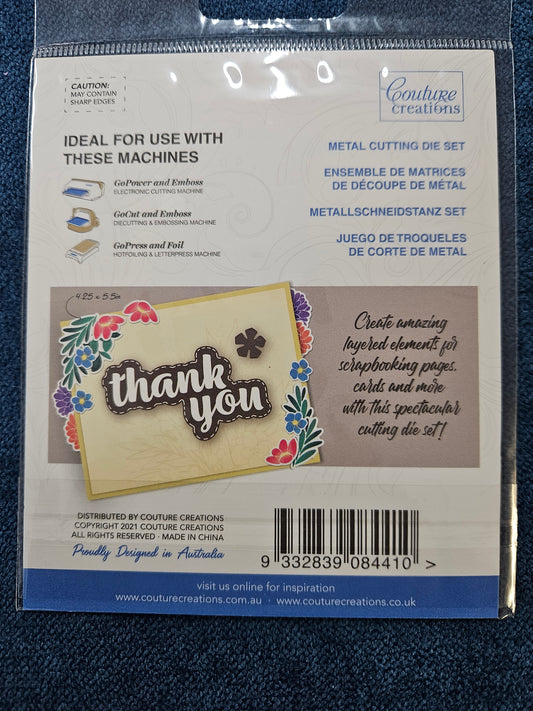 CAUTION:
MAY CONTAIN
SHARP EDGES
Couture
creations
IDEAL FOR USE WITH
THESE MACHINES
GoPower and Emboss
ELECTRONIC CUTTING MACHINE
GoCut and Emboss
DIECUTTING & EMBOSSING MACHINE
GoPress and Foil
HOTFOILING & LETTERPRESS MACHINE
METAL CUTTING DIE SET
ENSEMBLE DE MATRICES
DE DÉCOUPE DE MÉTAL
METALLSCHNEIDSTANZ SET
JUEGO DE TROQUELES
DE CORTE DE METAL
4.25 x 5.5in
thank
you
Create amazing
layered elements for
scrapbooking pages,
cards and more
with this spectacular
cutting die set!
DISTRIBUTED BY COUTURE CREATIONS
COPYRIGHT 2021 COUTURE CREATIONS
ALL RIGHTS RESERVED · MADE IN CHINA
Proudly Designed in Australia
9 332839 084410 >
visit us online for inspiration
www.couturecreations.com.au · www.couturecreations.co.uk